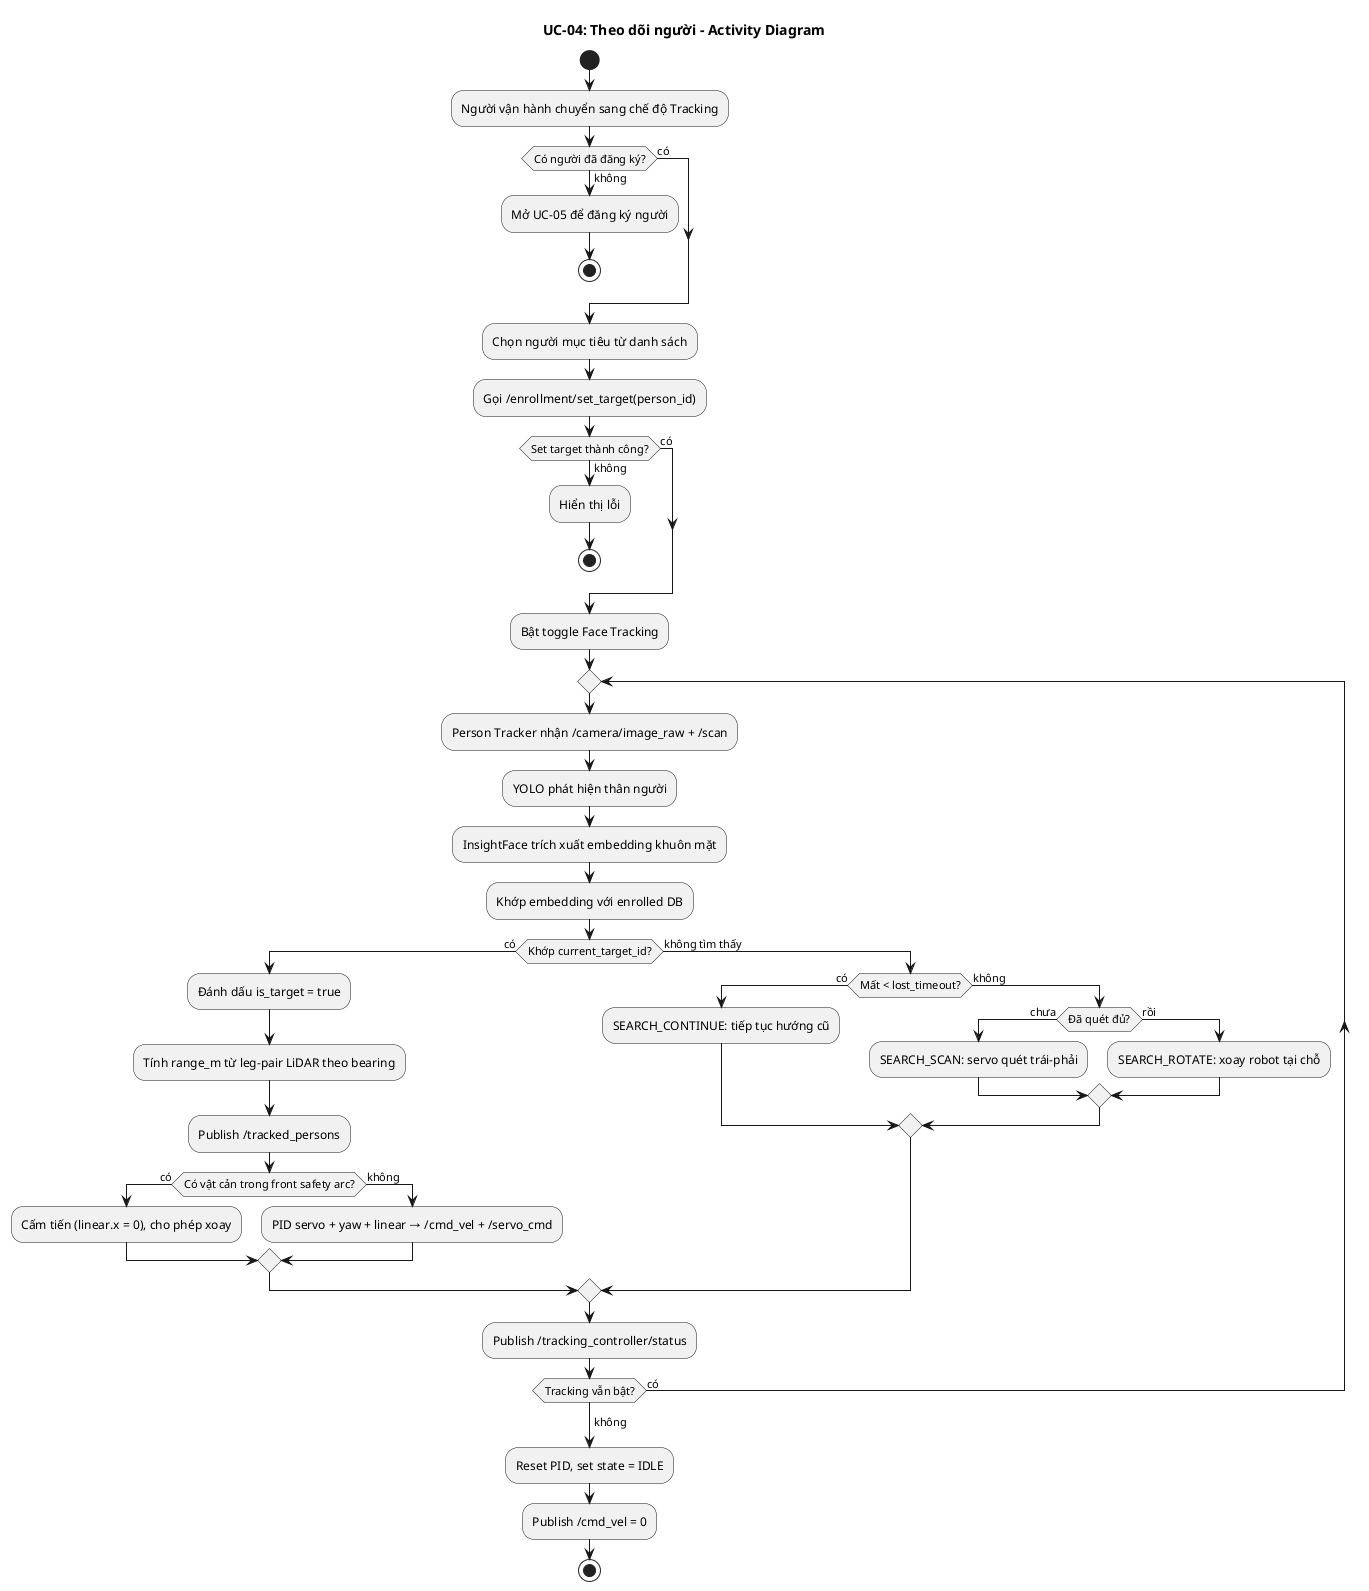 UC-04: Theo dõi người - Activity Diagram
Người vận hành chuyển sang chế độ Tracking
Có người đã đăng ký?
có
không
Mở UC-05 để đăng ký người
Chọn người mục tiêu từ danh sách
Gọi /enrollment/set_target(person_id)
Set target thành công?
có
không
Hiển thị lỗi
Bật toggle Face Tracking
Person Tracker nhận /camera/image_raw + /scan
YOLO phát hiện thân người
InsightFace trích xuất embedding khuôn mặt
Khớp embedding với enrolled DB
có
Khớp current_target_id?
không tìm thấy
Đánh dấu is_target = true
Tính range_m từ leg-pair LiDAR theo bearing
Publish /tracked_persons
có
Có vật cản trong front safety arc?
không
Cấm tiến (linear.x = 0), cho phép xoay
PID servo + yaw + linear → /cmd_vel + /servo_cmd
có
Mất < lost_timeout?
không
SEARCH_CONTINUE: tiếp tục hướng cũ
chưa
Đã quét đủ?
rồi
SEARCH_SCAN: servo quét trái-phải
SEARCH_ROTATE: xoay robot tại chỗ
Publish /tracking_controller/status
Tracking vẫn bật?
có
không
Reset PID, set state = IDLE
Publish /cmd_vel = 0